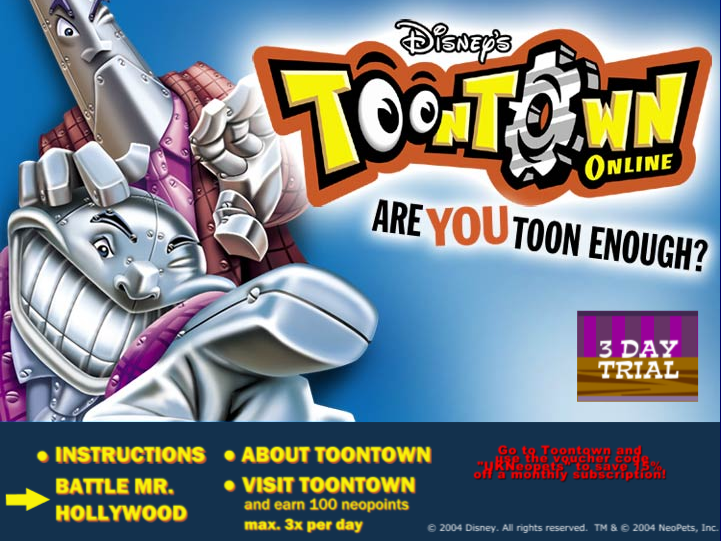 Disney's
TOONTOWN
ONLINE
ARE YOU TOON ENOUGH?
3 DAY
TRIAL
• INSTRUCTIONS
BATTLE MR.
HOLLYWOOD
• ABOUT TOONTOWN
• VISIT TOONTOWN
and earn 100 neopoints
max. 3x per day
Go to Toontown and
use the voucher code
"UKNeopets" to save 15%
off a monthly subscription!
© 2004 Disney. All rights reserved. TM & © 2004 NeoPets, Inc.